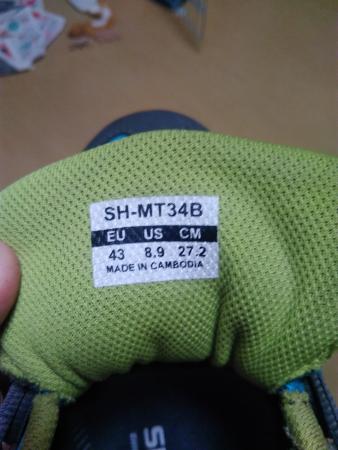 SH-MT34B
EU US CM
43 8.9 27.2
MADE IN CAMBODIA